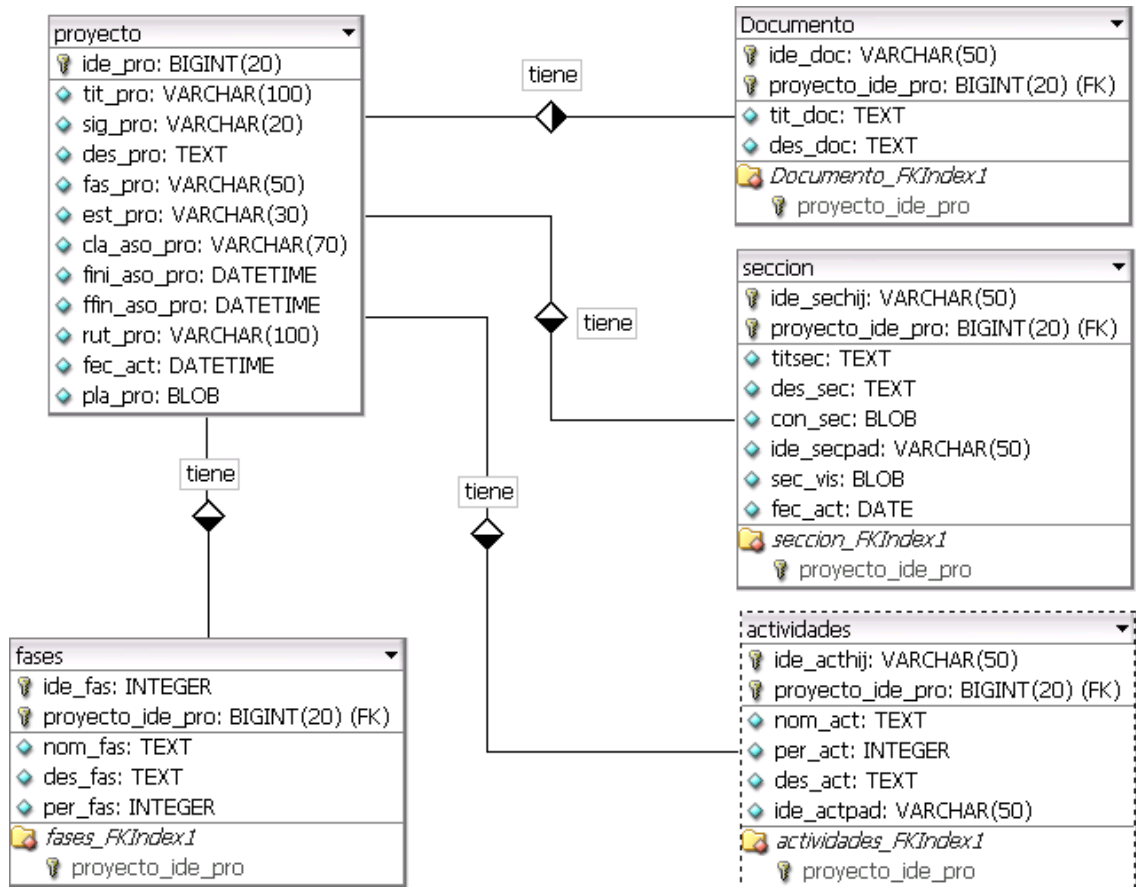 proyecto
ide_pro: BIGINT(20)
tit_pro: VARCHAR(100)
sig_pro: VARCHAR(20)
des_pro: TEXT
fas_pro: VARCHAR(50)
est_pro: VARCHAR(30)
cla_aso_pro: VARCHAR(70)
fini_aso_pro: DATETIME
ffin_aso_pro: DATETIME
rut_pro: VARCHAR(100)
fec_act: DATETIME
pla_pro: BLOB
tiene
Documento
ide_doc: VARCHAR(50)
proyecto_ide_pro: BIGINT(20) (FK)
tit_doc: TEXT
des_doc: TEXT
Documento_FKIndex1
proyecto_ide_pro
tiene
seccion
ide_sechij: VARCHAR(50)
proyecto_ide_pro: BIGINT(20) (FK)
titsec: TEXT
des_sec: TEXT
con_sec: BLOB
ide_secpad: VARCHAR(50)
sec_vis: BLOB
fec_act: DATE
seccion_FKIndex1
proyecto_ide_pro
tiene
tiene
fases
ide_fas: INTEGER
proyecto_ide_pro: BIGINT(20) (FK)
nom_fas: TEXT
des_fas: TEXT
per_fas: INTEGER
fases_FKIndex1
proyecto_ide_pro
actividades
ide_acthij: VARCHAR(50)
proyecto_ide_pro: BIGINT(20) (FK)
nom_act: TEXT
per_act: INTEGER
des_act: TEXT
ide_actpad: VARCHAR(50)
actividades_FKIndex1
proyecto_ide_pro